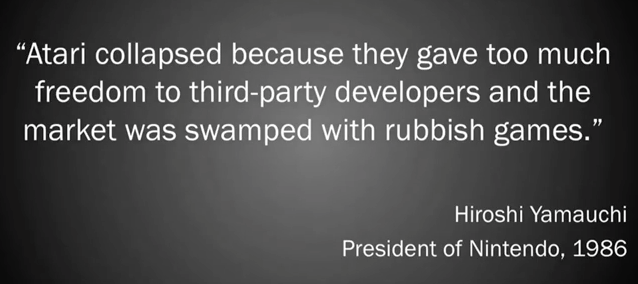 “Atari collapsed because they gave too much
freedom to third-party developers and the
market was swamped with rubbish games.”
Hiroshi Yamauchi
President of Nintendo, 1986